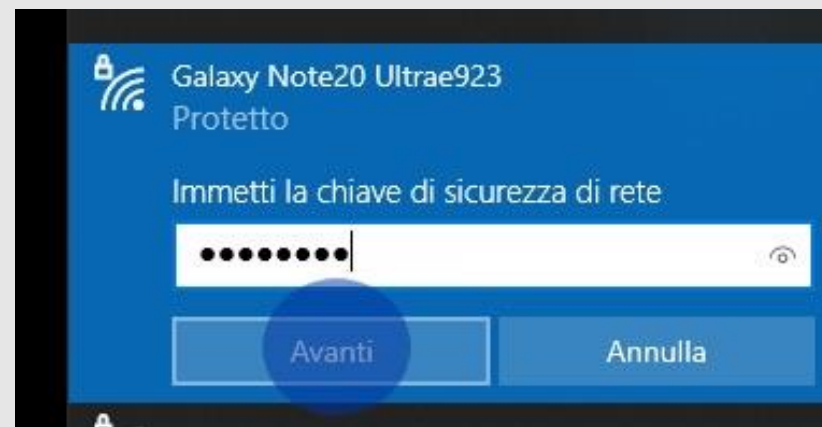 Galaxy Note20 Ultrae923
Protetto
Immetti la chiave di sicurezza di rete
●●●●●●●●
Avanti
Annulla